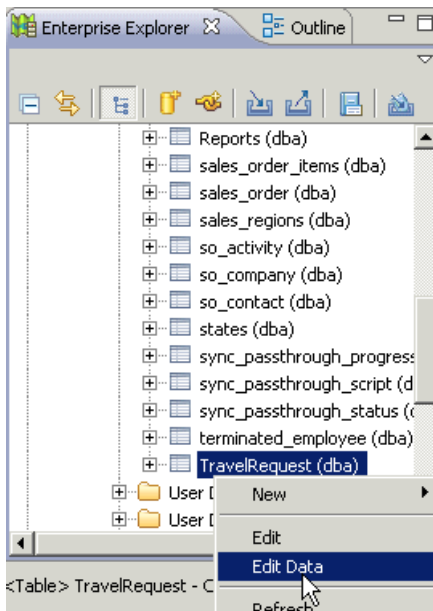 Enterprise Explorer Outline
Reports (dba)
sales_order_items (dba)
sales_order (dba)
sales_regions (dba)
so_activity (dba)
so_company (dba)
so_contact (dba)
states (dba)
sync_passthrough_progress
sync_passthrough_script (d
sync_passthrough_status (
terminated_employee (dba)
TravelRequest (dba)
User D
New
User D
Edit
Edit Data
<Table> TravelRequest - C
Refresh